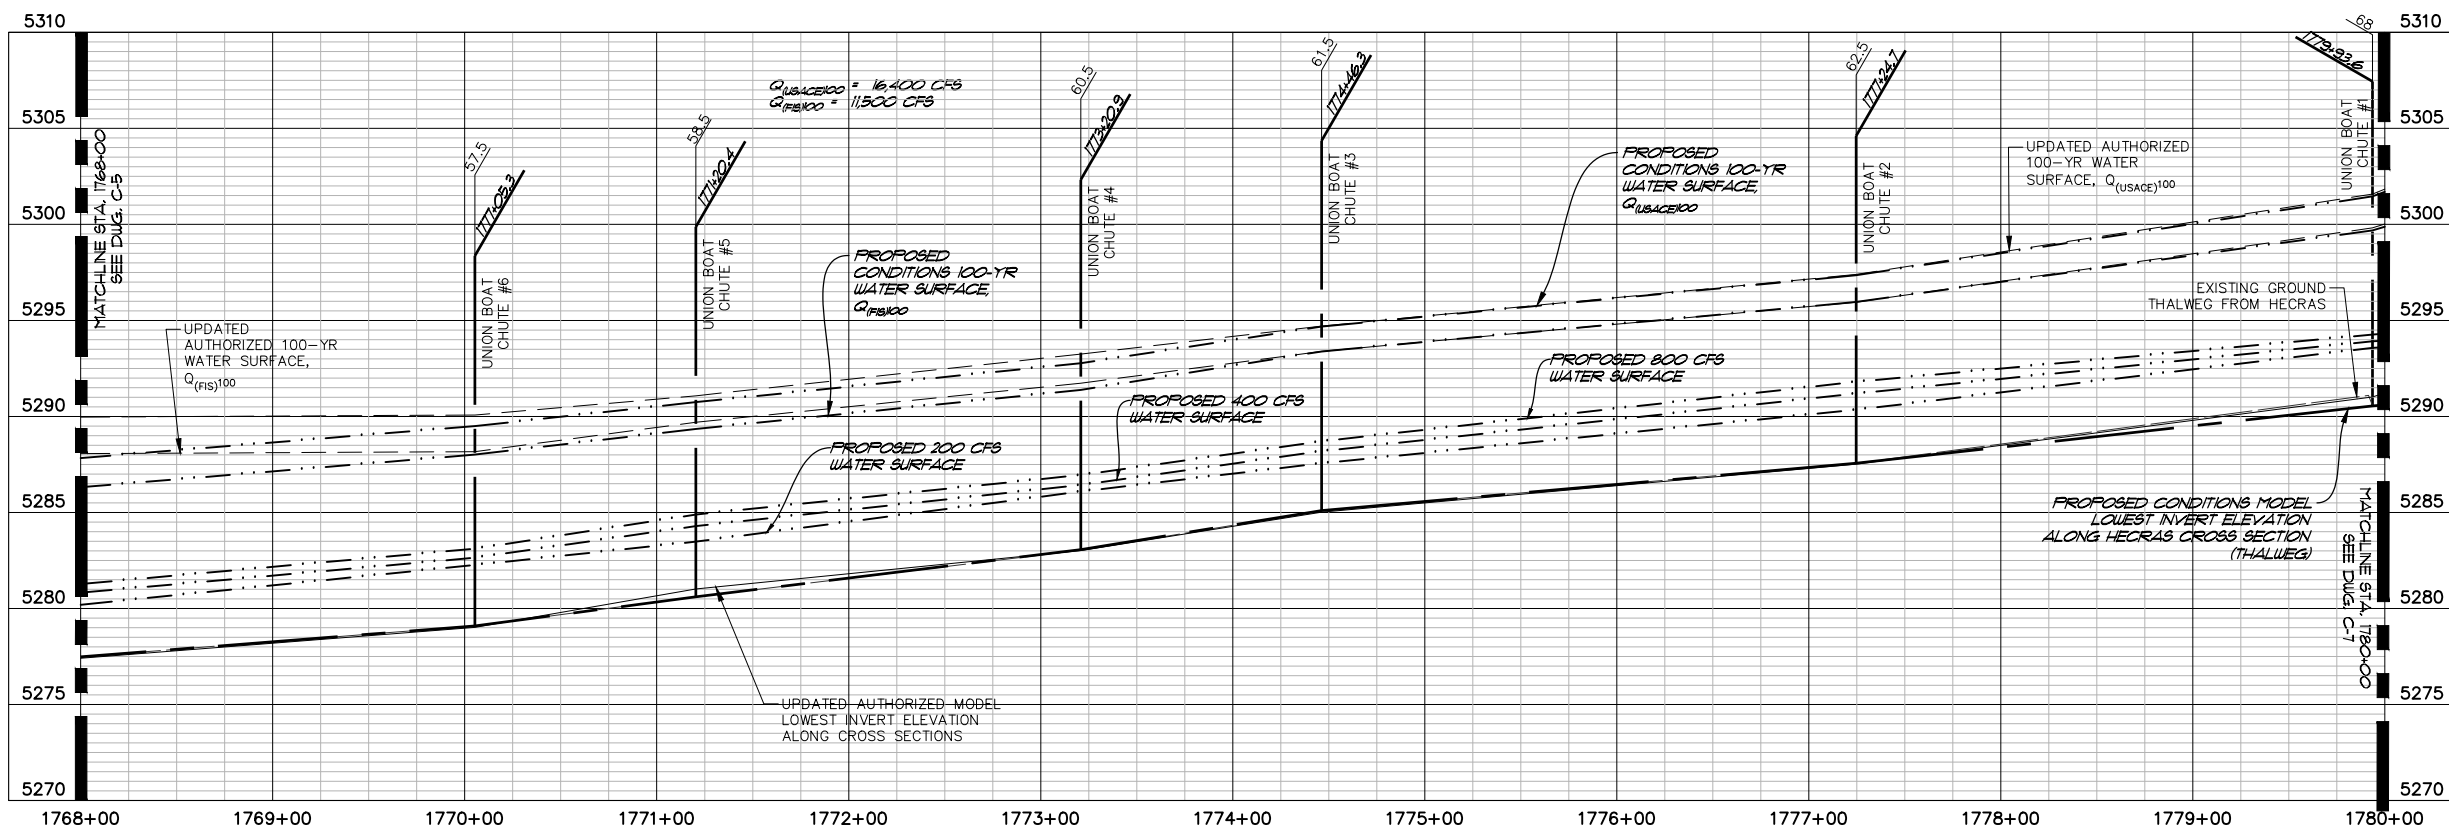 5310
5305
5300
5295
5290
5285
5280
5275
5270
MATCHLINE STA. 1768+00
SEE DWG. C-5
Q(USACE)100 = 16,400 CFS
Q(FIS)100 = 11,500 CFS
57.5
1777+05.3
UNION BOAT
CHUTE #6
58.5
1771+20.4
UNION BOAT
CHUTE #5
60.5
1773+20.9
UNION BOAT
CHUTE #4
61.5
1774+46.3
UNION BOAT
CHUTE #3
62.5
1777+24.7
UNION BOAT
CHUTE #2
68
1779+93.6
UNION BOAT
CHUTE #1
UPDATED
AUTHORIZED 100-YR
WATER SURFACE,
Q(FIS)100
PROPOSED
CONDITIONS 100-YR
WATER SURFACE,
Q(FIS)100
PROPOSED
CONDITIONS 100-YR
WATER SURFACE,
Q(USACE)100
UPDATED AUTHORIZED
100-YR WATER
SURFACE, Q(USACE)100
EXISTING GROUND
THALWEG FROM HECRAS
PROPOSED 800 CFS
WATER SURFACE
PROPOSED 400 CFS
WATER SURFACE
PROPOSED 200 CFS
WATER SURFACE
PROPOSED CONDITIONS MODEL
LOWEST INVERT ELEVATION
ALONG HECRAS CROSS SECTION
(THALWEG)
UPDATED AUTHORIZED MODEL
LOWEST INVERT ELEVATION
ALONG CROSS SECTIONS
MATCHLINE STA. 1780+00
SEE DWG. C-7
5310
5305
5300
5295
5290
5285
5280
5275
5270
1768+00 1769+00 1770+00 1771+00 1772+00 1773+00 1774+00 1775+00 1776+00 1777+00 1778+00 1779+00 1780+00